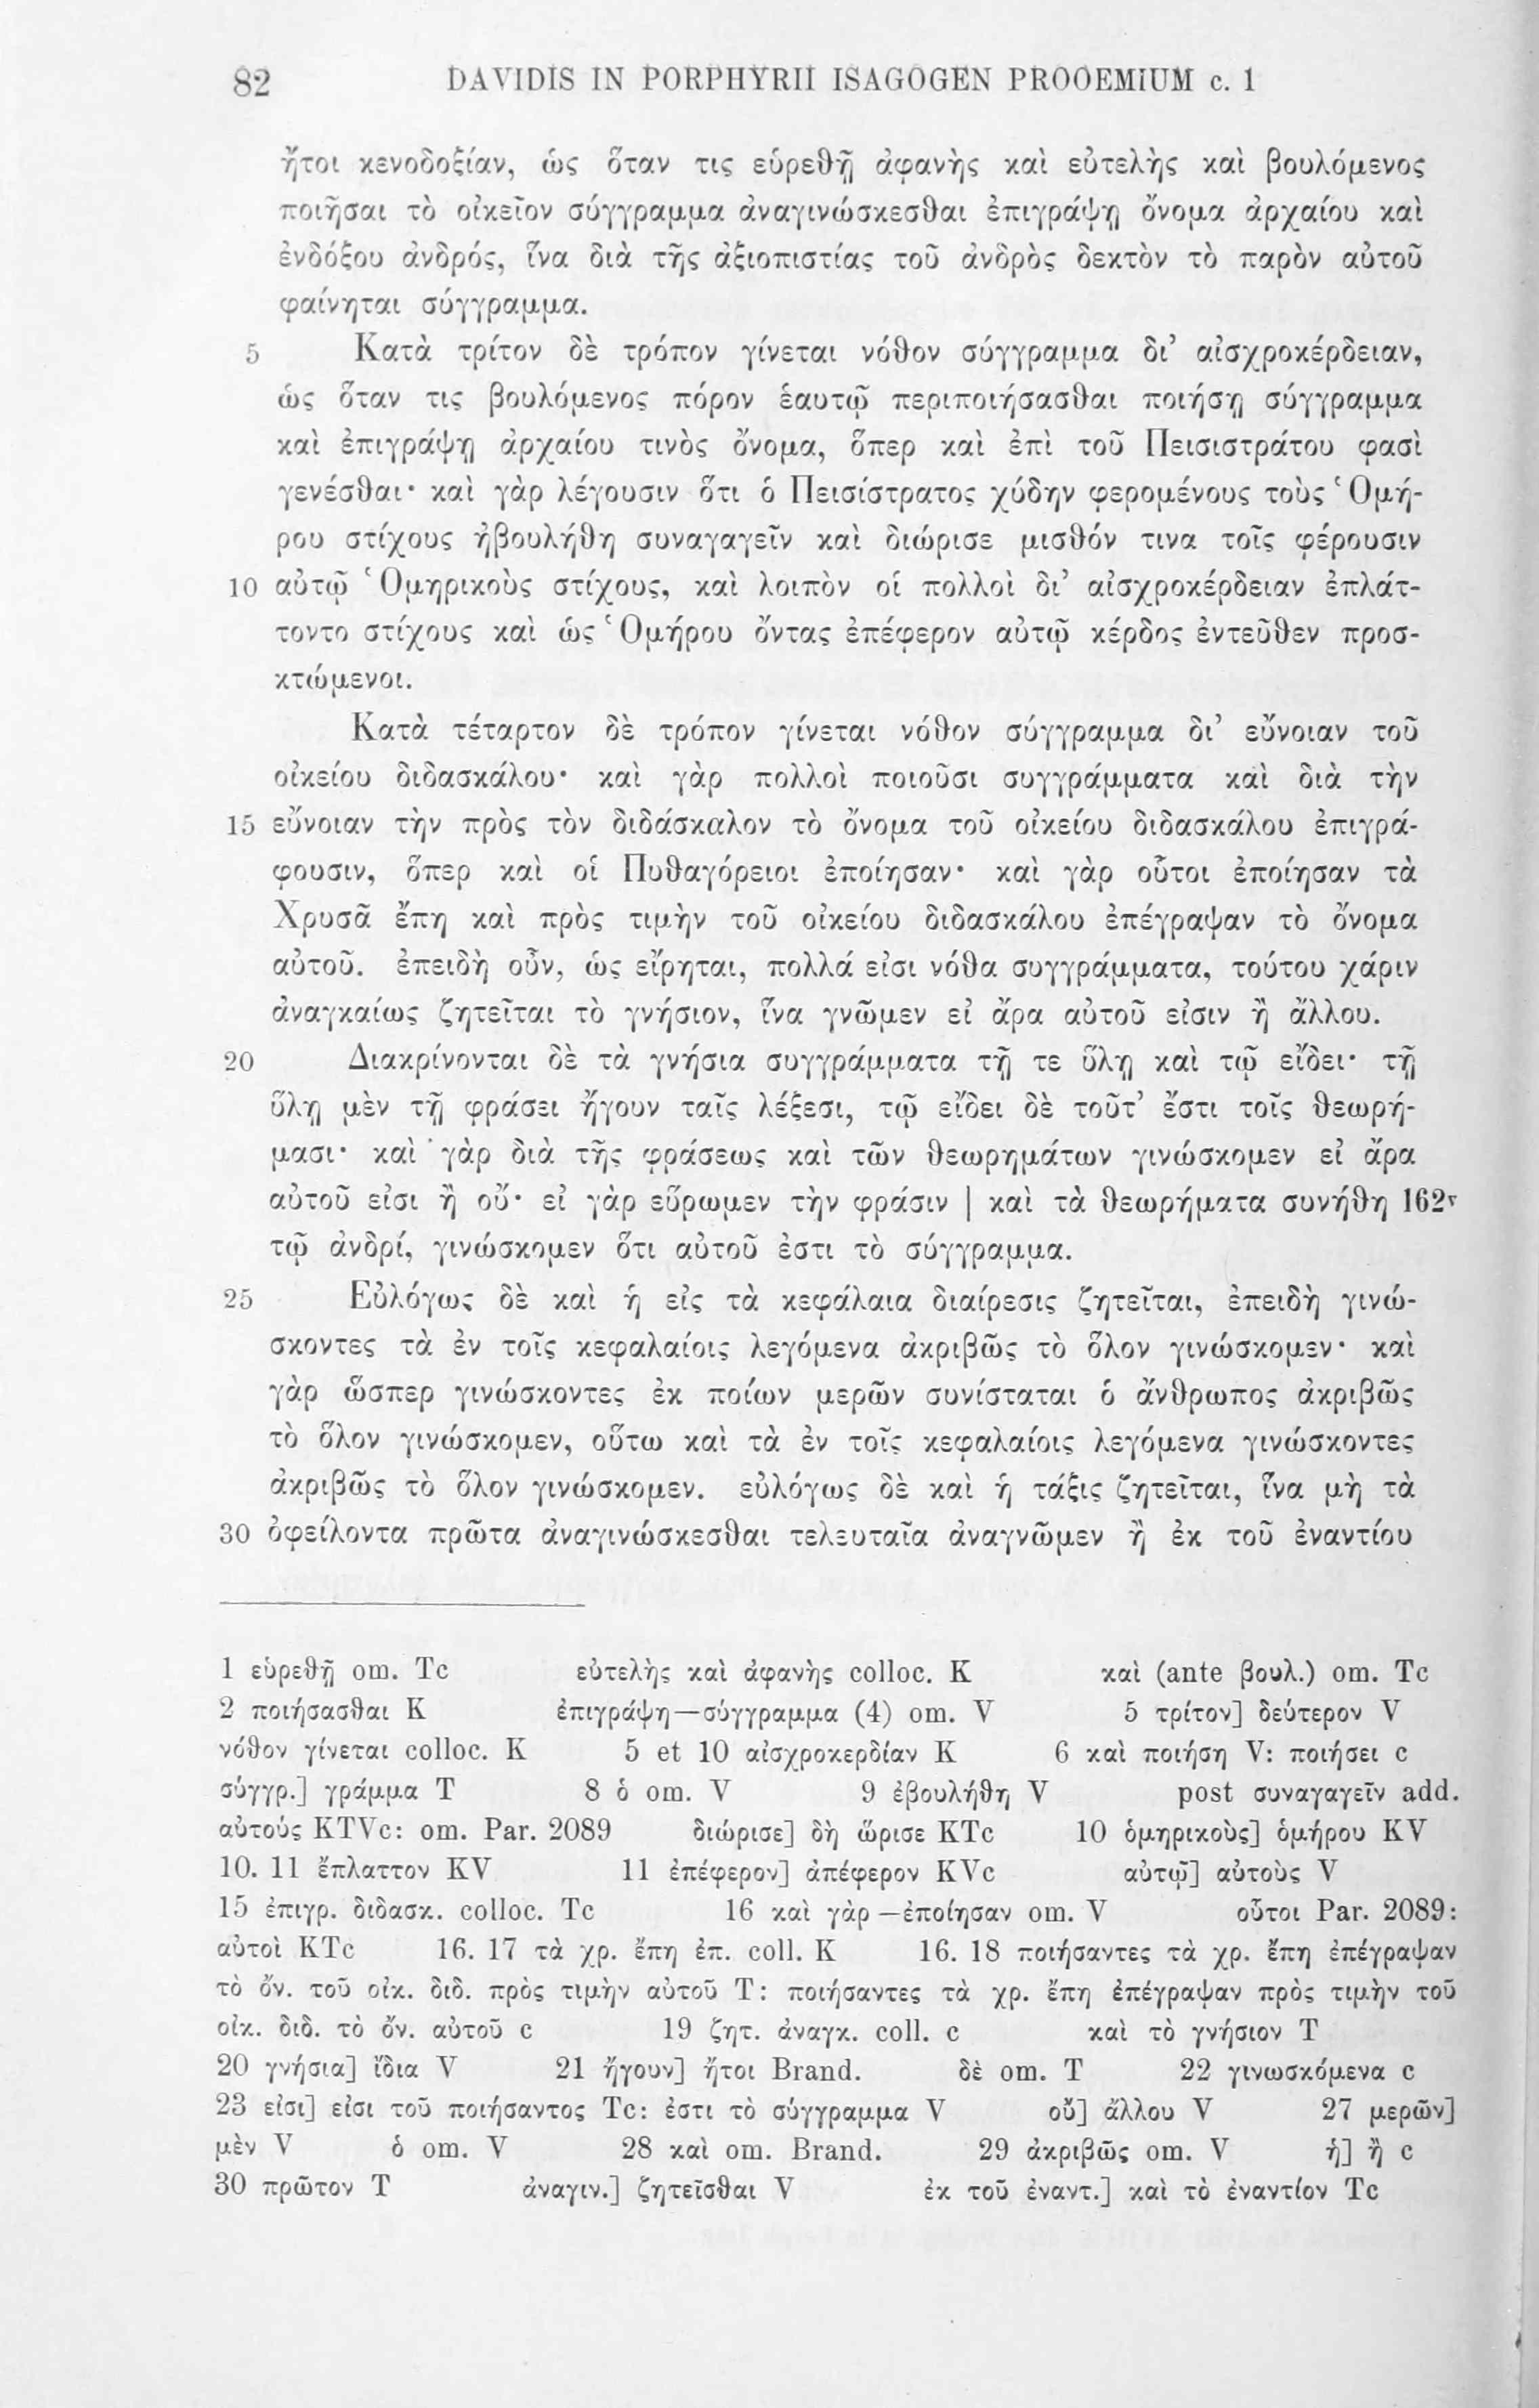 82 DAVIDIS IN PORPHYRII ISAGOGEN PROOEMIUM c. 1
ἤτοι κενοδοξίαν, ὡς ὅταν τις εὑρεθῇ ἀφανὴς καὶ εὐτελὴς καὶ βουλόμενος
ποιῆσαι τὸ οἰκεῖον σύγγραμμα ἀναγινώσκεσθαι ἐπιγράψῃ ὄνομα ἀρχαίου καὶ
ἐνδόξου ἀνδρός, ἵνα διὰ τῆς ἀξιοπιστίας τοῦ ἀνδρὸς δεκτὸν τὸ παρὸν αὐτοῦ
φαίνηται σύγγραμμα.
5 Κατὰ τρίτον δὲ τρόπον γίνεται νόθον σύγγραμμα δι’ αἰσχροκέρδειαν,
ὡς ὅταν τις βουλόμενος πόρον ἑαυτῷ περιποιήσασθαι ποιήσῃ σύγγραμμα
καὶ ἐπιγράψῃ ἀρχαίου τινὸς ὄνομα, ὅπερ καὶ ἐπὶ τοῦ Πεισιστράτου φασὶ
γενέσθαι· καὶ γὰρ λέγουσιν ὅτι ὁ Πεισίστρατος χύδην φερομένους τοὺς Ὁμή-
ρου στίχους ἠβουλήθη συναγαγεῖν καὶ διώρισε μισθόν τινα τοῖς φέρουσιν
10 αὐτῷ Ὁμηρικοὺς στίχους, καὶ λοιπὸν οἱ πολλοὶ δι’ αἰσχροκέρδειαν ἐπλάτ-
τοντο στίχους καὶ ὡς Ὁμήρου ὄντας ἐπέφερον αὐτῷ κέρδος ἐντεῦθεν προσ-
κτώμενοι.
Κατὰ τέταρτον δὲ τρόπον γίνεται νόθον σύγγραμμα δι’ εὔνοιαν τοῦ
οἰκείου διδασκάλου· καὶ γὰρ πολλοὶ ποιοῦσι συγγράμματα καὶ διὰ τὴν
15 εὔνοιαν τὴν πρὸς τὸν διδάσκαλον τὸ ὄνομα τοῦ οἰκείου διδασκάλου ἐπιγρά-
φουσιν, ὅπερ καὶ οἱ Πυθαγόρειοι ἐποίησαν· καὶ γὰρ οὗτοι ἐποίησαν τὰ
Χρυσᾶ ἔπη καὶ πρὸς τιμὴν τοῦ οἰκείου διδασκάλου ἐπέγραψαν τὸ ὄνομα
αὐτοῦ. ἐπειδὴ οὖν, ὡς εἴρηται, πολλά εἰσι νόθα συγγράμματα, τούτου χάριν
ἀναγκαίως ζητεῖται τὸ γνήσιον, ἵνα γνῶμεν εἰ ἄρα αὐτοῦ εἰσιν ἢ ἄλλου.
20 Διακρίνονται δὲ τὰ γνήσια συγγράμματα τῇ τε ὕλῃ καὶ τῷ εἴδει· τῇ
ὕλῃ μὲν τῇ φράσει ἤγουν ταῖς λέξεσι, τῷ εἴδει δὲ τοῦτ’ ἔστι τοῖς θεωρή-
μασι· καὶ γὰρ διὰ τῆς φράσεως καὶ τῶν θεωρημάτων γινώσκομεν εἰ ἄρα
αὐτοῦ εἰσι ἢ οὔ· εἰ γὰρ εὕρωμεν τὴν φράσιν | καὶ τὰ θεωρήματα συνήθη 162ᵛ
τῷ ἀνδρί, γινώσκομεν ὅτι αὐτοῦ ἐστι τὸ σύγγραμμα.
25 Εὐλόγως δὲ καὶ ἡ εἰς τὰ κεφάλαια διαίρεσις ζητεῖται, ἐπειδὴ γινώ-
σκοντες τὰ ἐν τοῖς κεφαλαίοις λεγόμενα ἀκριβῶς τὸ ὅλον γινώσκομεν· καὶ
γὰρ ὥσπερ γινώσκοντες ἐκ ποίων μερῶν συνίσταται ὁ ἄνθρωπος ἀκριβῶς
τὸ ὅλον γινώσκομεν, οὕτω καὶ τὰ ἐν τοῖς κεφαλαίοις λεγόμενα γινώσκοντες
ἀκριβῶς τὸ ὅλον γινώσκομεν. εὐλόγως δὲ καὶ ἡ τάξις ζητεῖται, ἵνα μὴ τὰ
30 ὀφείλοντα πρῶτα ἀναγινώσκεσθαι τελευταῖα ἀναγνῶμεν ἢ ἐκ τοῦ ἐναντίου
1 εὑρεθῇ om. Tc εὐτελὴς καὶ ἀφανὴς colloc. K καὶ (ante βουλ.) om. Tc
2 ποιήσασθαι K ἐπιγράψη—σύγγραμμα (4) om. V 5 τρίτον] δεύτερον V
νόθον γίνεται colloc. K 5 et 10 αἰσχροκερδίαν K 6 καὶ ποιήση V: ποιήσει c
σύγγρ.] γράμμα T 8 ὁ om. V 9 ἐβουλήθη V post συναγαγεῖν add.
αὐτούς KTVc: om. Par. 2089 διώρισε] δὴ ὥρισε KTc 10 ὁμηρικοὺς] ὁμήρου KV
10. 11 ἔπλαττον KV 11 ἐπέφερον] ἀπέφερον KVc αὐτῷ] αὐτοὺς V
15 ἐπιγρ. διδασκ. colloc. Tc 16 καὶ γὰρ—ἐποίησαν om. V οὗτοι Par. 2089:
αὐτοὶ KTc 16. 17 τὰ χρ. ἔπη ἐπ. coll. K 16. 18 ποιήσαντες τὰ χρ. ἔπη ἐπέγραψαν
τὸ ὄν. τοῦ οἰκ. διδ. πρὸς τιμὴν αὐτοῦ T: ποιήσαντες τὰ χρ. ἔπη ἐπέγραψαν πρὸς τιμὴν τοῦ
οἰκ. διδ. τὸ ὄν. αὐτοῦ c 19 ζητ. ἀναγκ. coll. c καὶ τὸ γνήσιον T
20 γνήσια] ἴδια V 21 ἤγουν] ἤτοι Brand. δὲ om. T 22 γινωσκόμενα c
23 εἰσι] εἰσι τοῦ ποιήσαντος Tc: ἐστι τὸ σύγγραμμα V οὔ] ἄλλου V 27 μερῶν]
μὲν V ὁ om. V 28 καὶ om. Brand. 29 ἀκριβῶς om. V ἡ] ἢ c
30 πρῶτον T ἀναγιν.] ζητεῖσθαι V ἐκ τοῦ ἐναντ.] καὶ τὸ ἐναντίον Tc